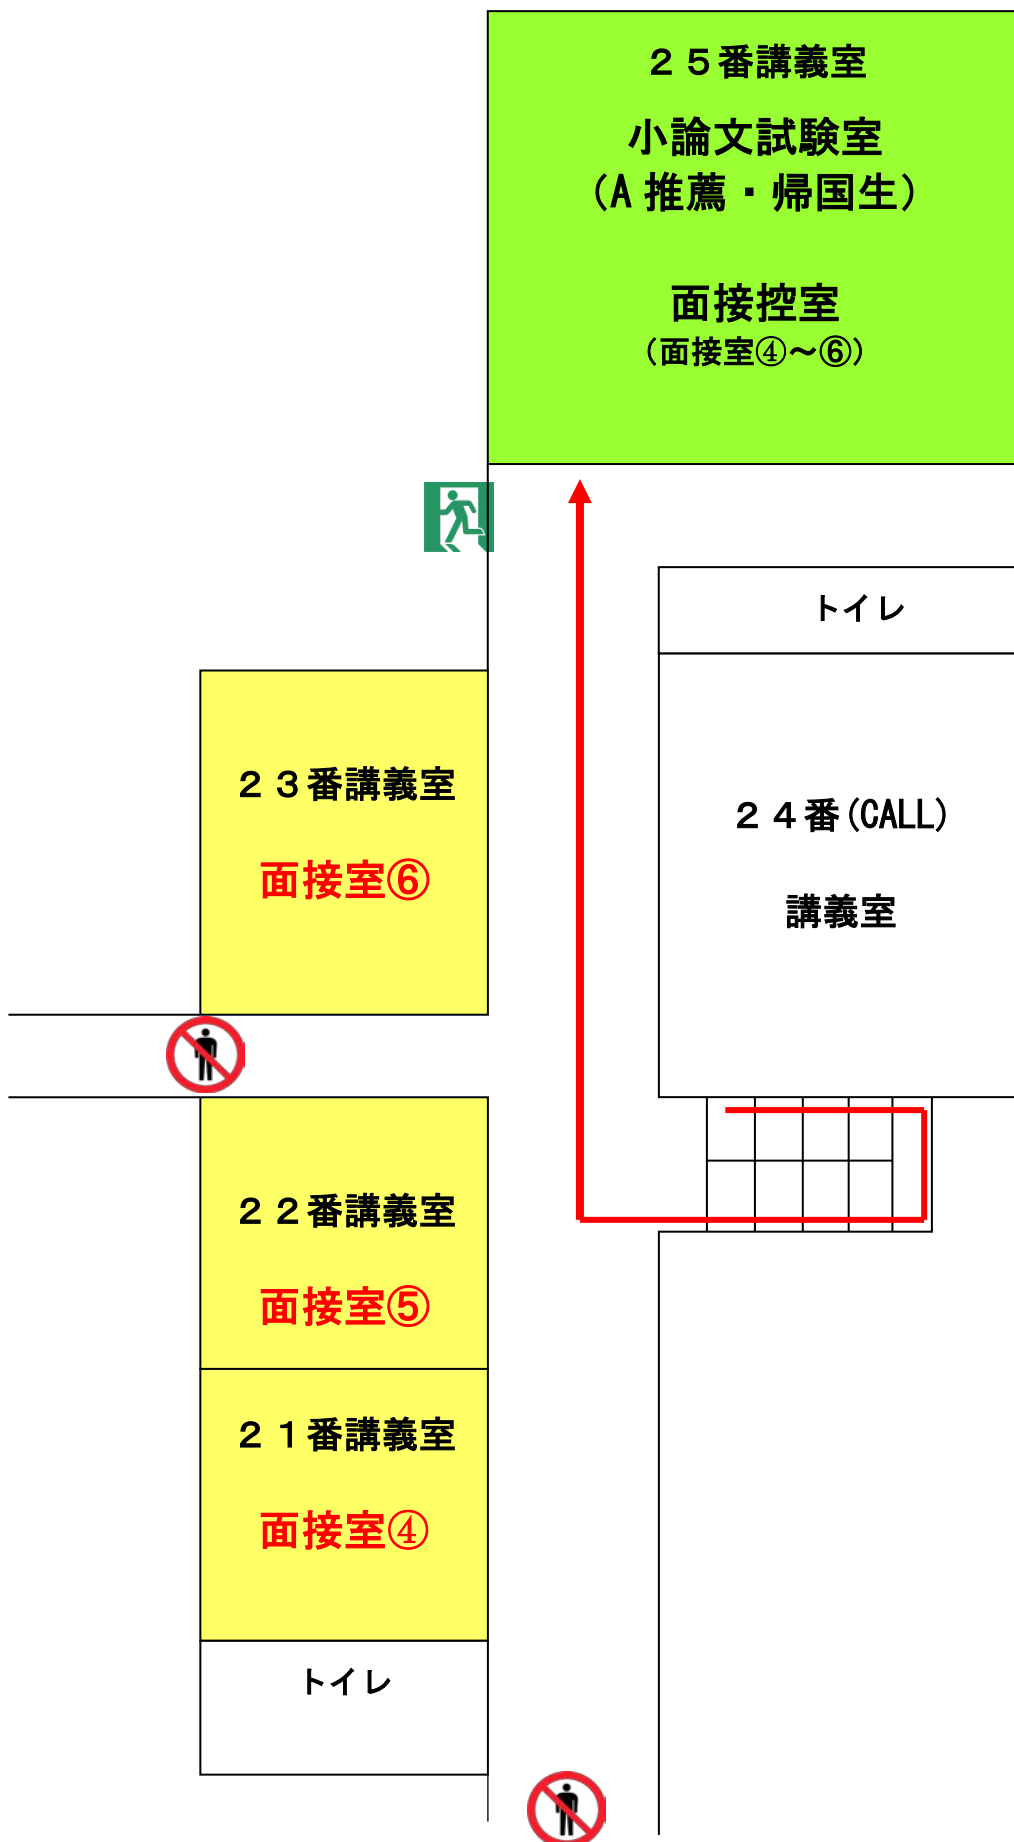 ２５番講義室
小論文試験室
（A 推薦・帰国生）
面接控室
（面接室④～⑥）
トイレ
２３番講義室
面接室⑥
２４番(CALL)
講義室
２２番講義室
面接室⑤
２１番講義室
面接室④
トイレ